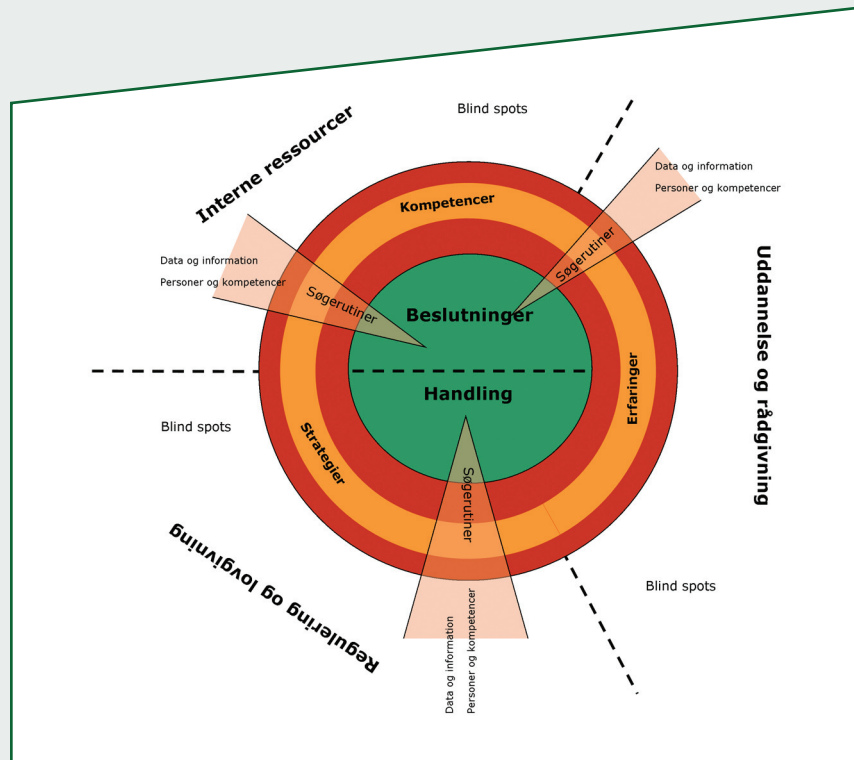 Blind spots
Interne ressourcer
Data og information
Personer og kompetencer
Kompetencer
Søgerutiner
Data og information
Personer og kompetencer
Søgerutiner
Beslutninger
Handling
Uddannelse og rådgivning
Erfaringer
Blind spots
Strategier
Søgerutiner
Regulering og lovgivning
Blind spots
Data og information
Personer og kompetencer